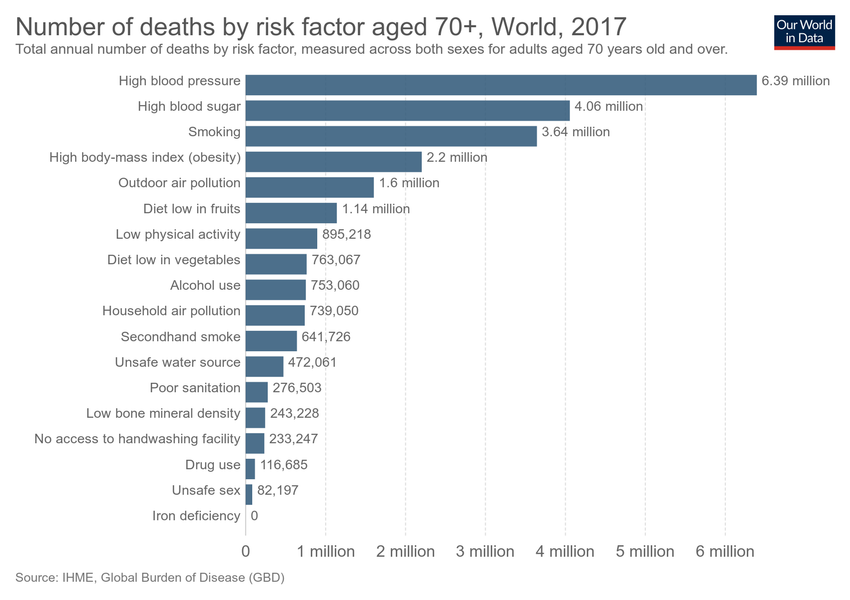 Number of deaths by risk factor aged 70+, World, 2017
Total annual number of deaths by risk factor, measured across both sexes for adults aged 70 years old and over.
Our World
in Data
High blood pressure 6.39 million
High blood sugar 4.06 million
Smoking 3.64 million
High body-mass index (obesity) 2.2 million
Outdoor air pollution 1.6 million
Diet low in fruits 1.14 million
Low physical activity 895,218
Diet low in vegetables 763,067
Alcohol use 753,060
Household air pollution 739,050
Secondhand smoke 641,726
Unsafe water source 472,061
Poor sanitation 276,503
Low bone mineral density 243,228
No access to handwashing facility 233,247
Drug use 116,685
Unsafe sex 82,197
Iron deficiency 0
0 1 million 2 million 3 million 4 million 5 million 6 million
Source: IHME, Global Burden of Disease (GBD)